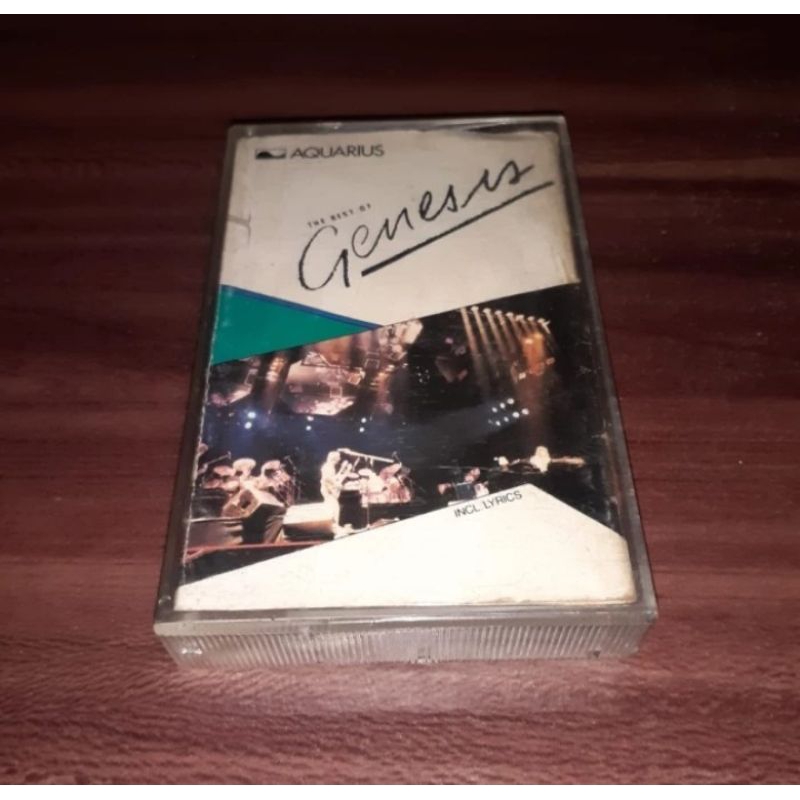 AQUARIUS
THE BEST OF
Genesis
INCL. LYRICS